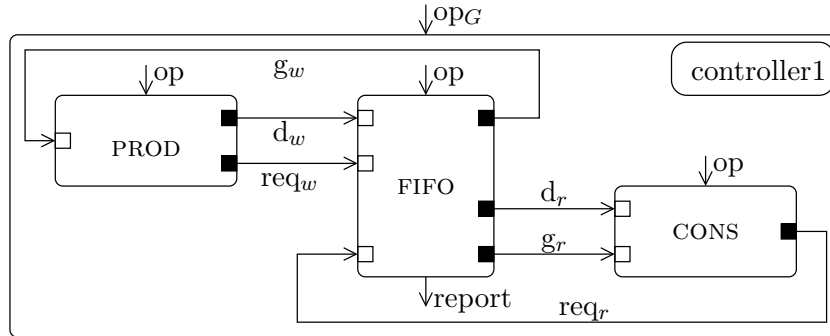 op_G
g_w
op
op
controller1
d_w
PROD
req_w
FIFO
op
d_r
CONS
g_r
report
req_r